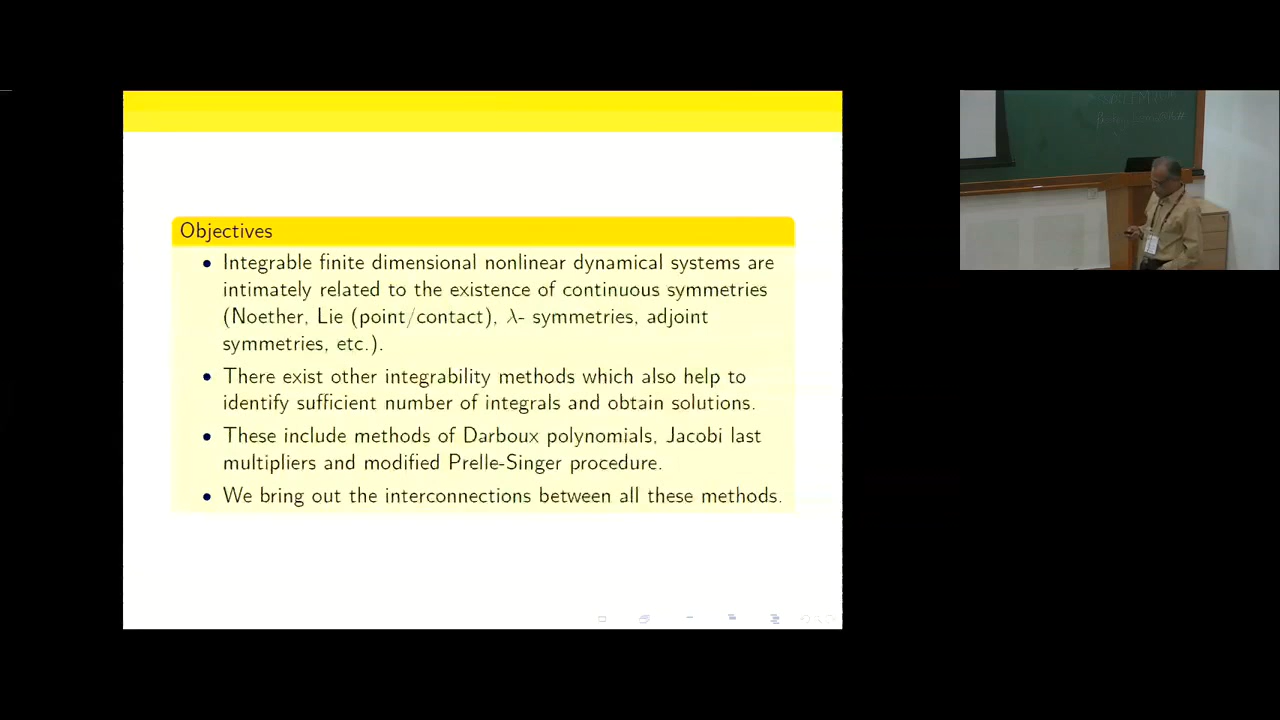 Objectives
• Integrable finite dimensional nonlinear dynamical systems are
intimately related to the existence of continuous symmetries
(Noether, Lie (point/contact), λ- symmetries, adjoint
symmetries, etc.).
• There exist other integrability methods which also help to
identify sufficient number of integrals and obtain solutions.
• These include methods of Darboux polynomials, Jacobi last
multipliers and modified Prelle-Singer procedure.
• We bring out the interconnections between all these methods.